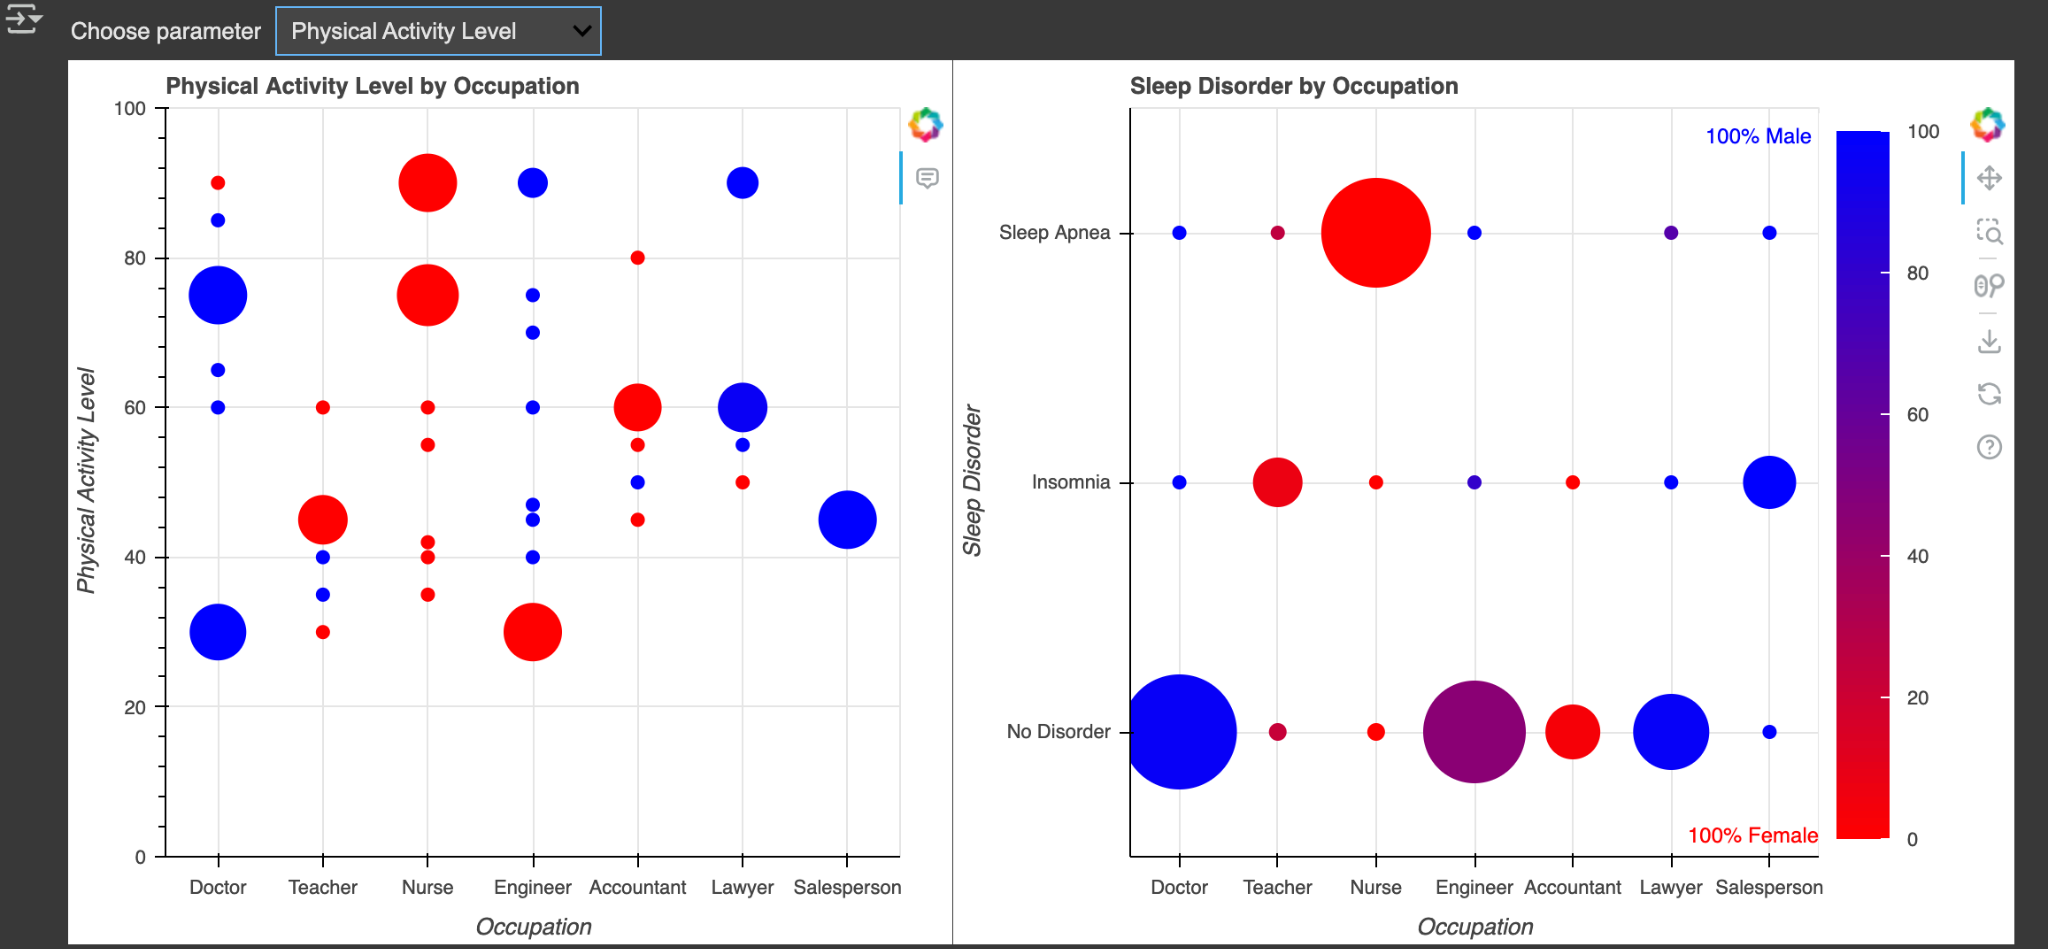 Choose parameter Physical Activity Level
Physical Activity Level by Occupation
100
80
60
40
20
0
Physical Activity Level
Doctor Teacher Nurse Engineer Accountant Lawyer Salesperson
Occupation
Sleep Disorder by Occupation
100% Male
Sleep Apnea
Insomnia
No Disorder
Sleep Disorder
100% Female
Doctor Teacher Nurse Engineer Accountant Lawyer Salesperson
Occupation
100
80
60
40
20
0